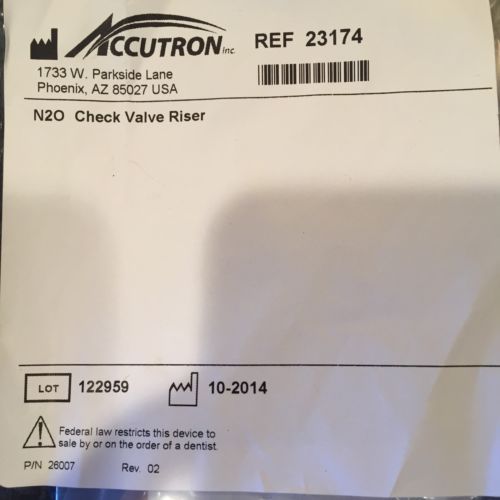 ACCUTRON inc.
REF 23174
1733 W. Parkside Lane
Phoenix, AZ 85027 USA
N2O Check Valve Riser
LOT 122959 10-2014
Federal law restricts this device to
sale by or on the order of a dentist.
P/N 26007 Rev. 02